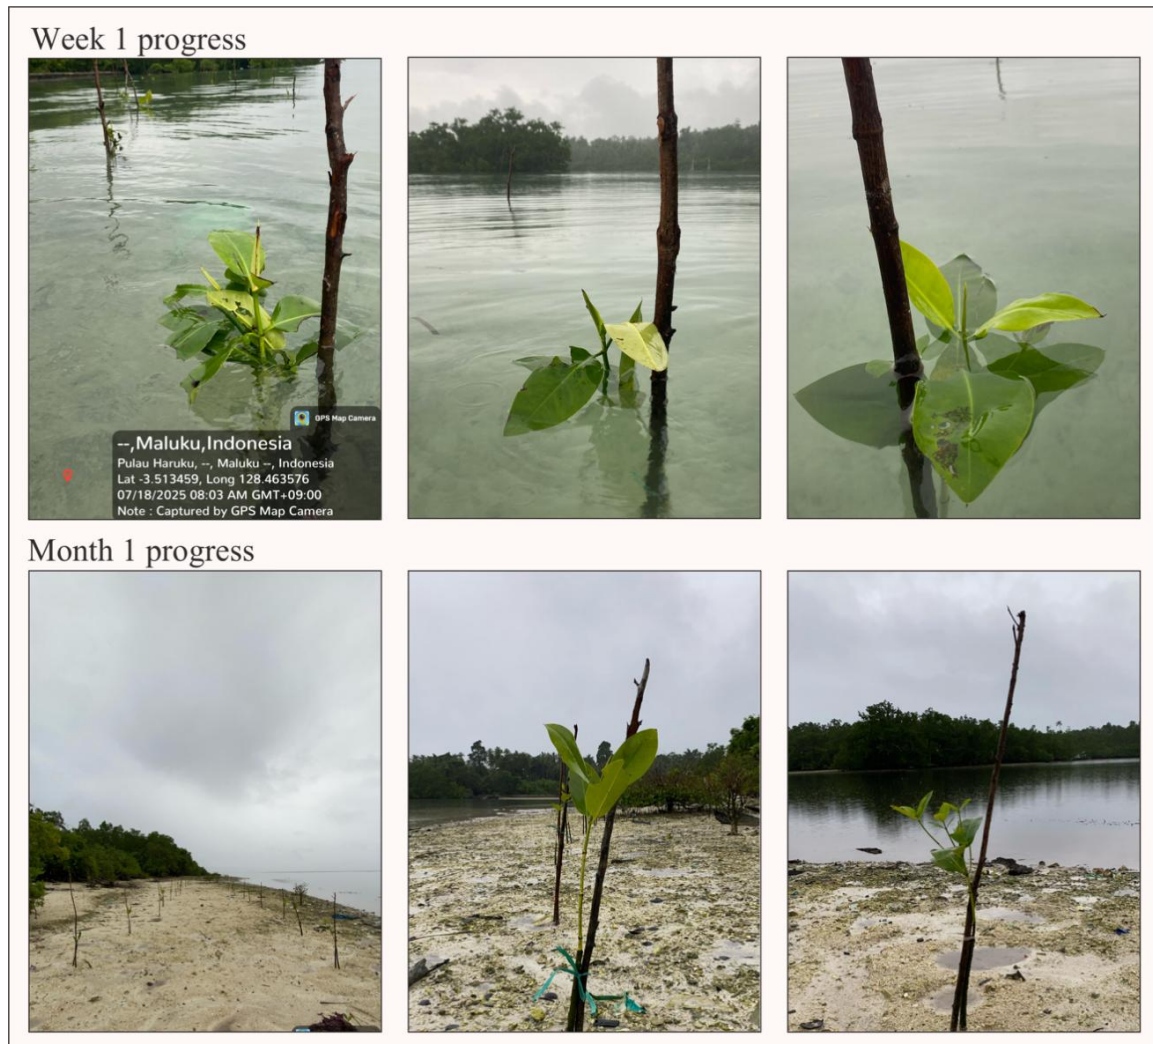 Week 1 progress
GPS Map Camera
--,Maluku,Indonesia
Pulau Haruku, --, Maluku --, Indonesia
Lat -3.513459, Long 128.463576
07/18/2025 08:03 AM GMT+09:00
Note : Captured by GPS Map Camera
Month 1 progress